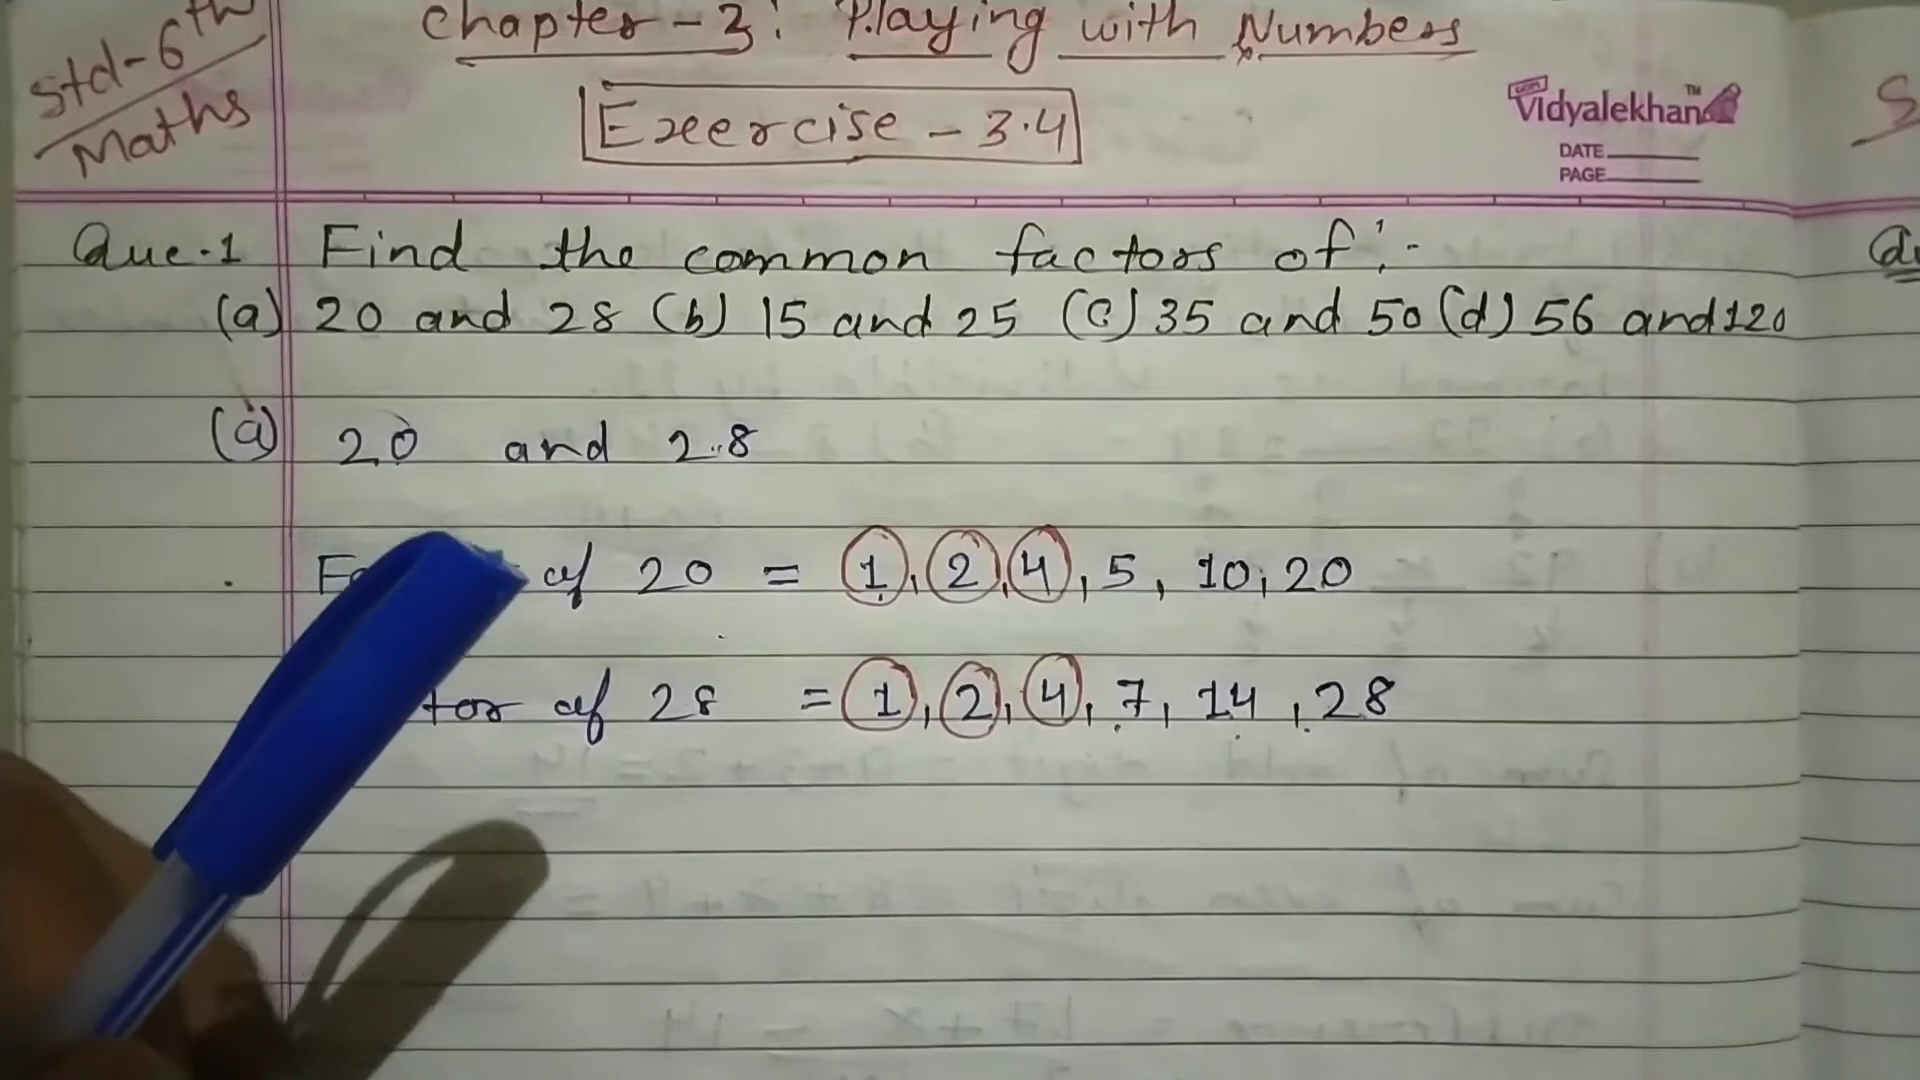 Std-6th
Maths
Chapter-3: Playing with Numbers
Exercise-3.4
Vidyalekhan TM
DATE
PAGE
Que.1 Find the common factors of:-
(a) 20 and 28 (b) 15 and 25 (c) 35 and 50 (d) 56 and 120
(a) 20 and 28
of 20 = 1, 2, 4, 5, 10, 20
tor of 28 = 1, 2, 4, 7, 14, 28